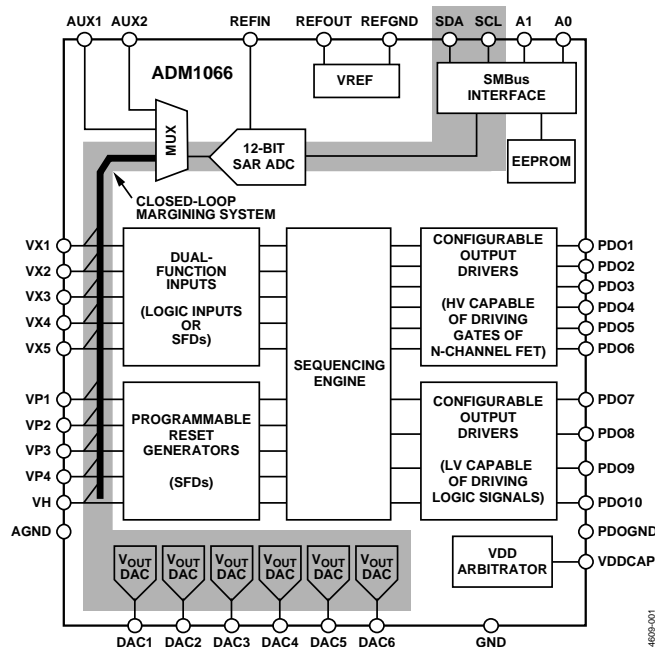 AUX1 AUX2 REFIN REFOUT REFGND SDA SCL A1 A0
ADM1066
VREF
SMBus
INTERFACE
MUX
12-BIT
SAR ADC
EEPROM
CLOSED-LOOP
MARGINING SYSTEM
VX1
VX2
VX3
VX4
VX5
DUAL-
FUNCTION
INPUTS
(LOGIC INPUTS
OR
SFDs)
SEQUENCING
ENGINE
CONFIGURABLE
OUTPUT
DRIVERS
(HV CAPABLE
OF DRIVING
GATES OF
N-CHANNEL FET)
PDO1
PDO2
PDO3
PDO4
PDO5
PDO6
VP1
VP2
VP3
VP4
VH
AGND
PROGRAMMABLE
RESET
GENERATORS
(SFDs)
CONFIGURABLE
OUTPUT
DRIVERS
(LV CAPABLE
OF DRIVING
LOGIC SIGNALS)
PDO7
PDO8
PDO9
PDO10
PDOGND
VDD
ARBITRATOR
VDDCAP
VOUT
DAC
VOUT
DAC
VOUT
DAC
VOUT
DAC
VOUT
DAC
VOUT
DAC
DAC1 DAC2 DAC3 DAC4 DAC5 DAC6 GND
4609-001